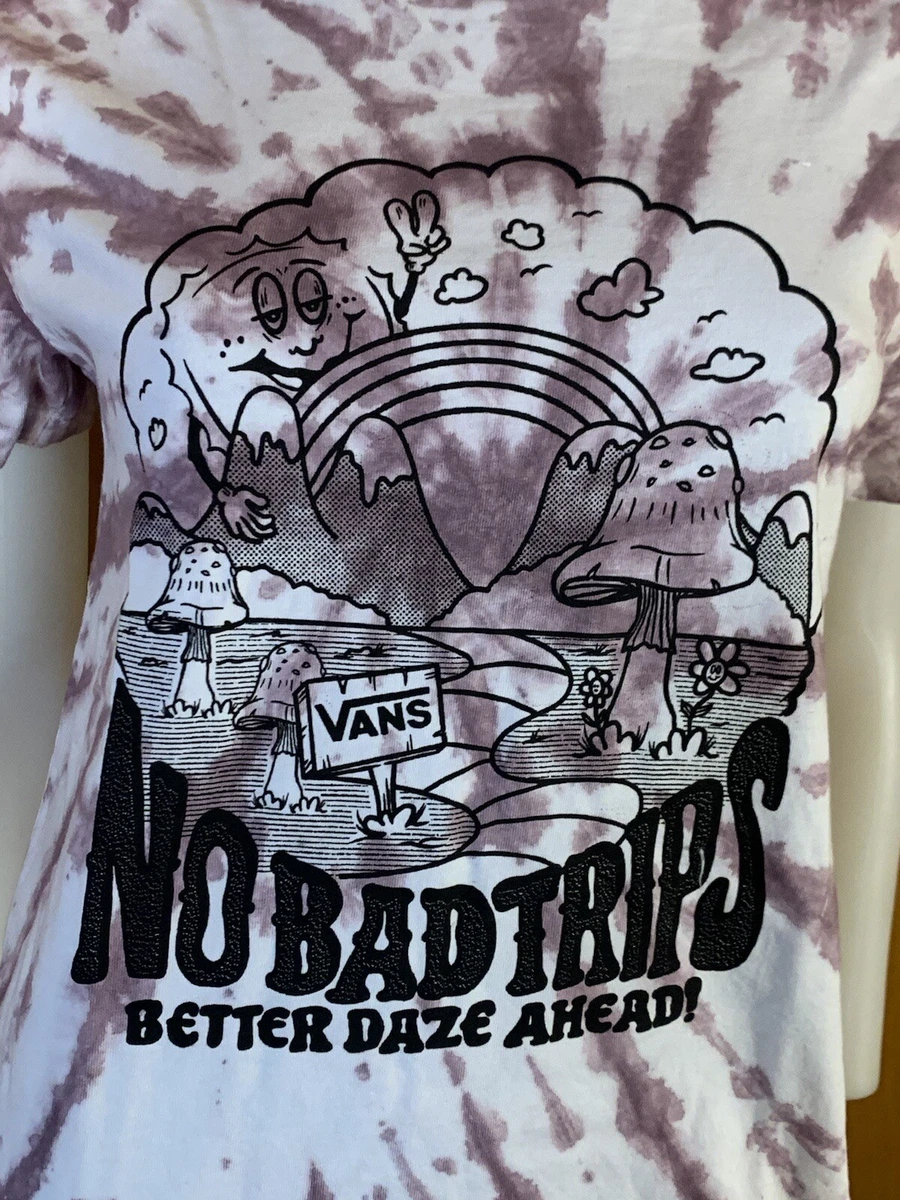 VANS
NO BAD TRIPS
BETTER DAZE AHEAD!